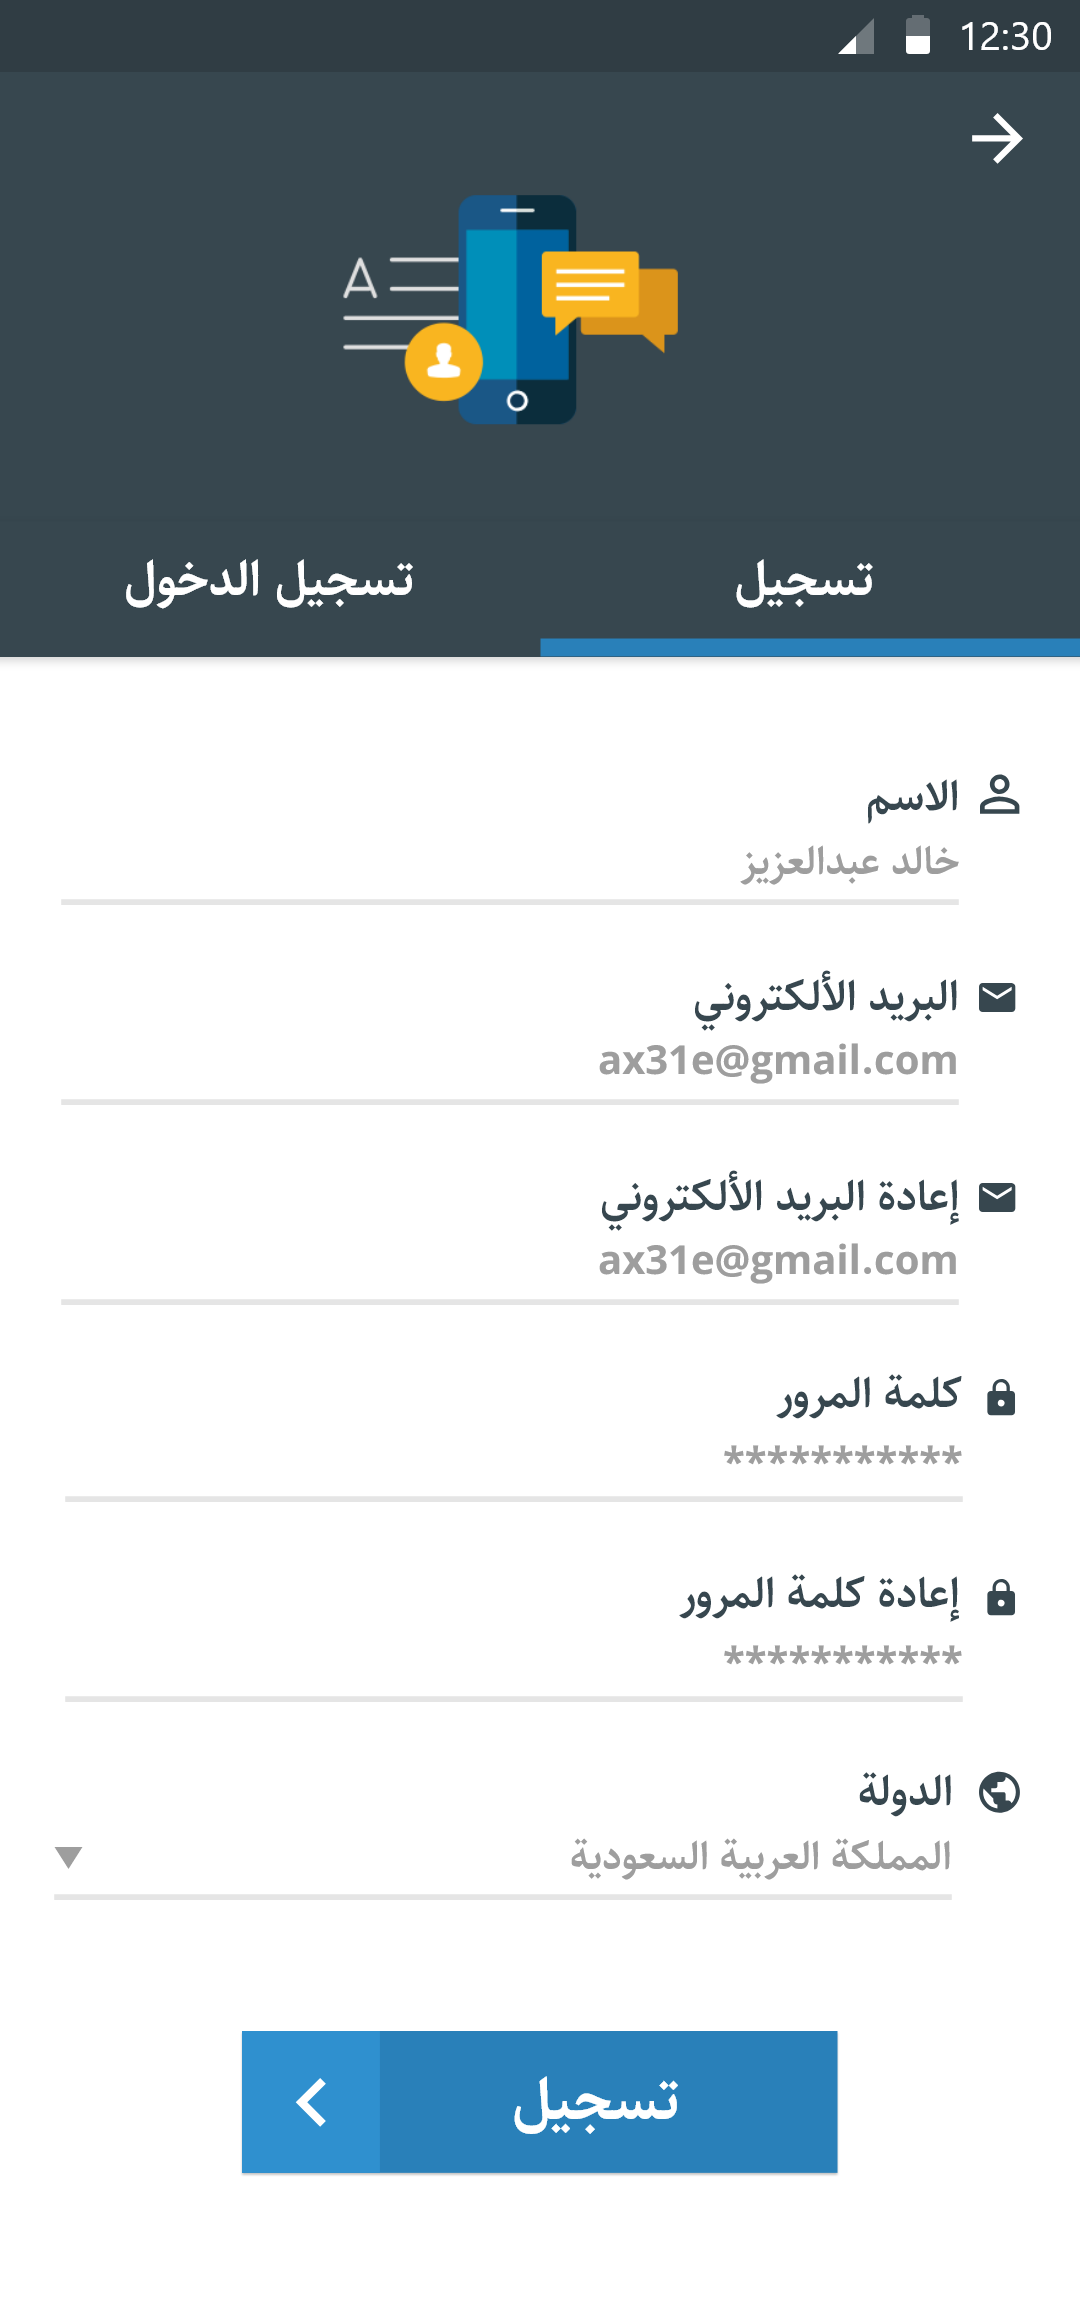 12:30
A
تسجيل
تسجيل الدخول
الاسم
خالد عبدالعزيز
البريد الألكتروني
ax31e@gmail.com
إعادة البريد الألكتروني
ax31e@gmail.com
كلمة المرور
***********
إعادة كلمة المرور
***********
الدولة
المملكة العربية السعودية
تسجيل